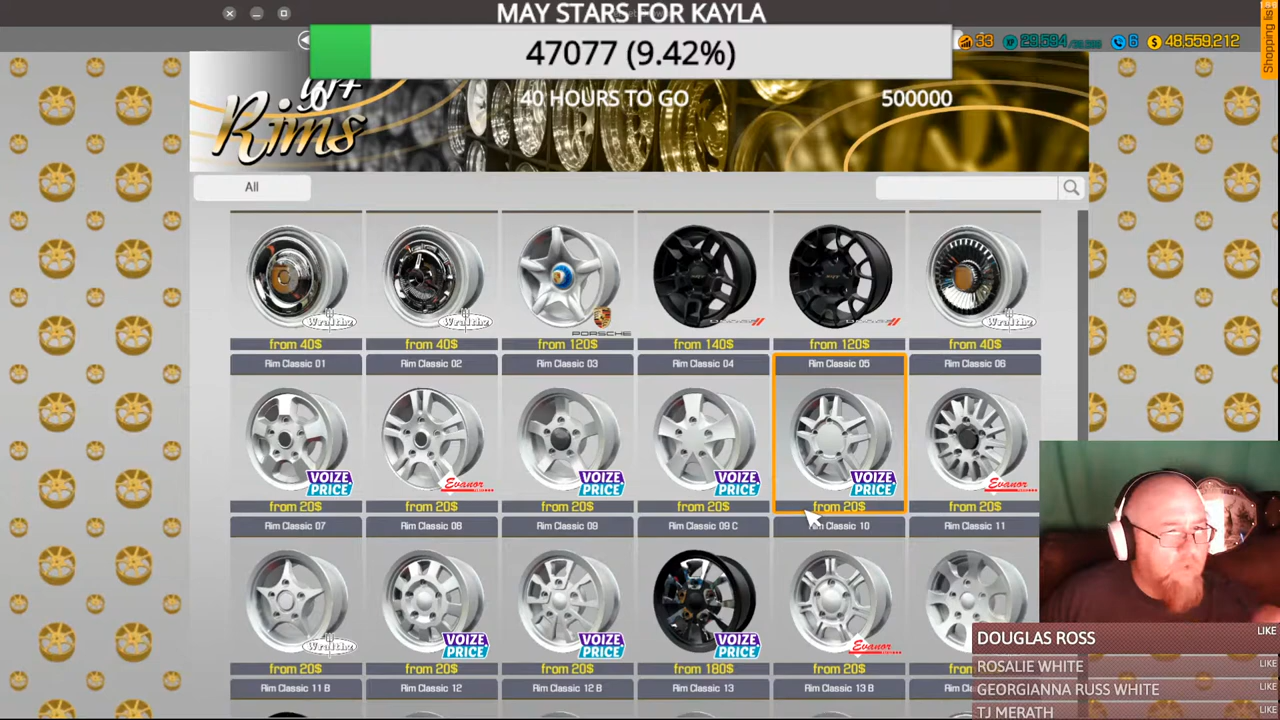 MAY STARS FOR KAYLA
47077 (9.42%)
40 HOURS TO GO 500000
33 6 48,559,212
Shopping list
Rims
All
PORSCHE
from 40$ from 40$ from 120$ from 140$ from 120$ from 40$
Rim Classic 01 Rim Classic 02 Rim Classic 03 Rim Classic 04 Rim Classic 05 Rim Classic 06
VOIZE PRICE Evanor VOIZE PRICE VOIZE PRICE VOIZE PRICE Evanor
from 20$ from 20$ from 20$ from 20$ from 20$ from 20$
Rim Classic 07 Rim Classic 08 Rim Classic 09 Rim Classic 09 C Classic 10 Rim Classic 11
VOIZE PRICE VOIZE PRICE VOIZE PRICE Evanor
from 20$ from 20$ from 20$ from 180$ from 20$
Rim Classic 11 B Rim Classic 12 Rim Classic 12 B Rim Classic 13 Rim Classic 13 B
DOUGLAS ROSS LIKE
ROSALIE WHITE LIKE
GEORGIANNA RUSS WHITE LIKE
TJ MERATH LIKE